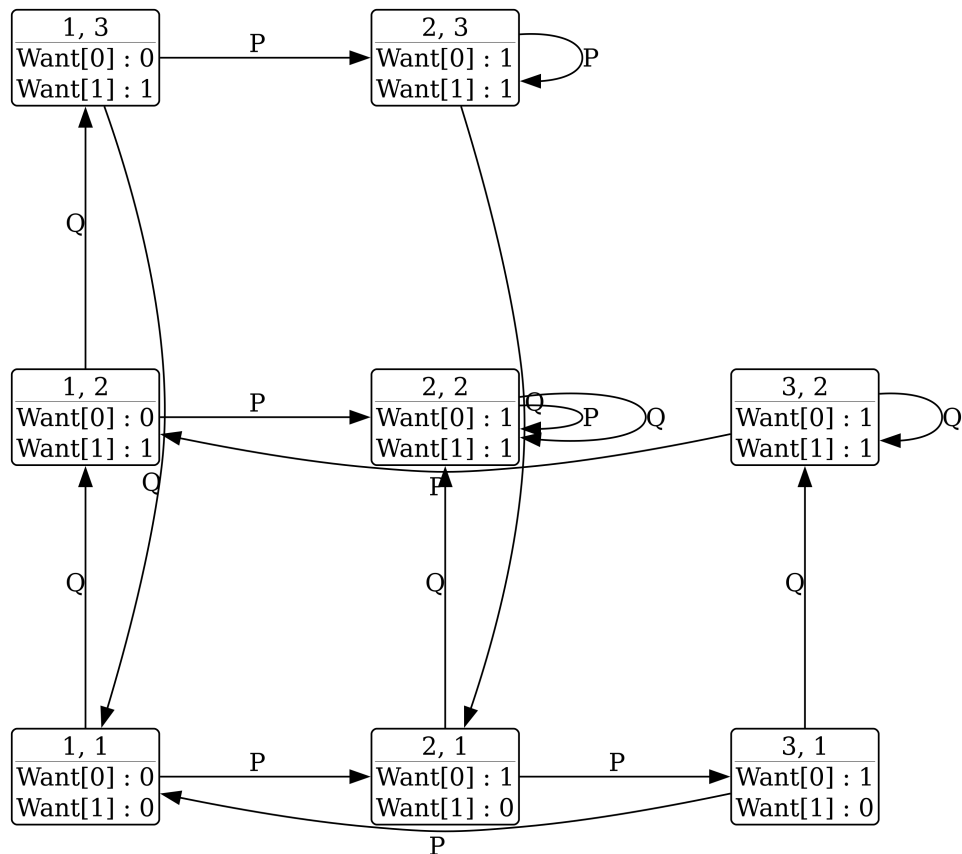 1, 3
Want[0] : 0
Want[1] : 1
P
2, 3
Want[0] : 1
Want[1] : 1
P
Q
1, 2
Want[0] : 0
Want[1] : 1
P
2, 2
Want[0] : 1
Want[1] : 1
Q
P
Q
3, 2
Want[0] : 1
Want[1] : 1
Q
Q
P
Q
Q
Q
1, 1
Want[0] : 0
Want[1] : 0
P
2, 1
Want[0] : 1
Want[1] : 0
P
3, 1
Want[0] : 1
Want[1] : 0
P